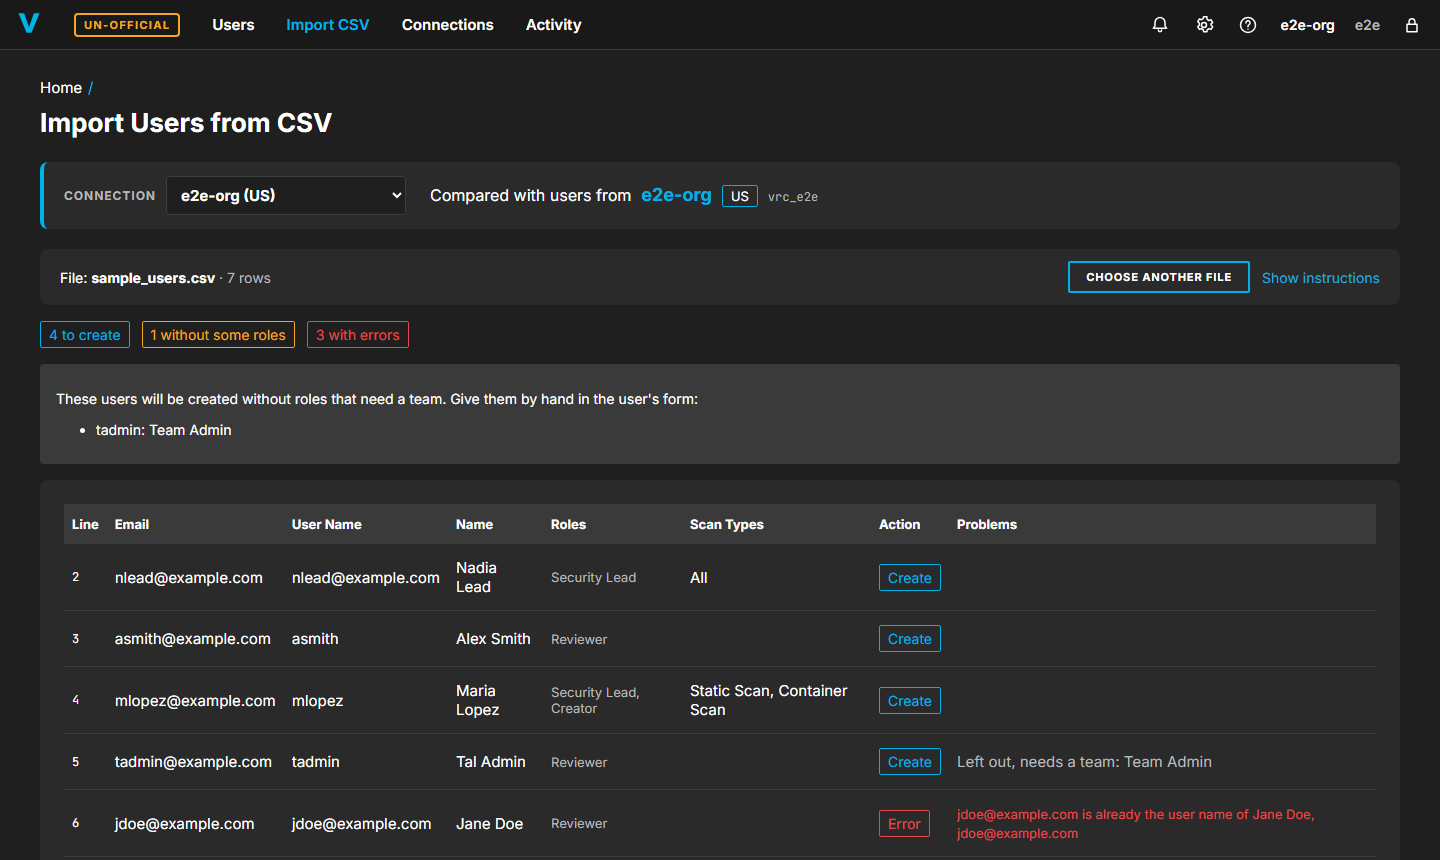 UN-OFFICIAL Users Import CSV Connections Activity e2e-org e2e
Home /
Import Users from CSV
CONNECTION e2e-org (US) Compared with users from e2e-org US vrc_e2e
File: sample_users.csv · 7 rows CHOOSE ANOTHER FILE Show instructions
4 to create 1 without some roles 3 with errors
These users will be created without roles that need a team. Give them by hand in the user's form:
• tadmin: Team Admin
Line Email User Name Name Roles Scan Types Action Problems
2 nlead@example.com nlead@example.com Nadia Lead Security Lead All Create
3 asmith@example.com asmith Alex Smith Reviewer Create
4 mlopez@example.com mlopez Maria Lopez Security Lead, Creator Static Scan, Container Scan Create
5 tadmin@example.com tadmin Tal Admin Reviewer Create Left out, needs a team: Team Admin
6 jdoe@example.com jdoe@example.com Jane Doe Reviewer Error jdoe@example.com is already the user name of Jane Doe, jdoe@example.com